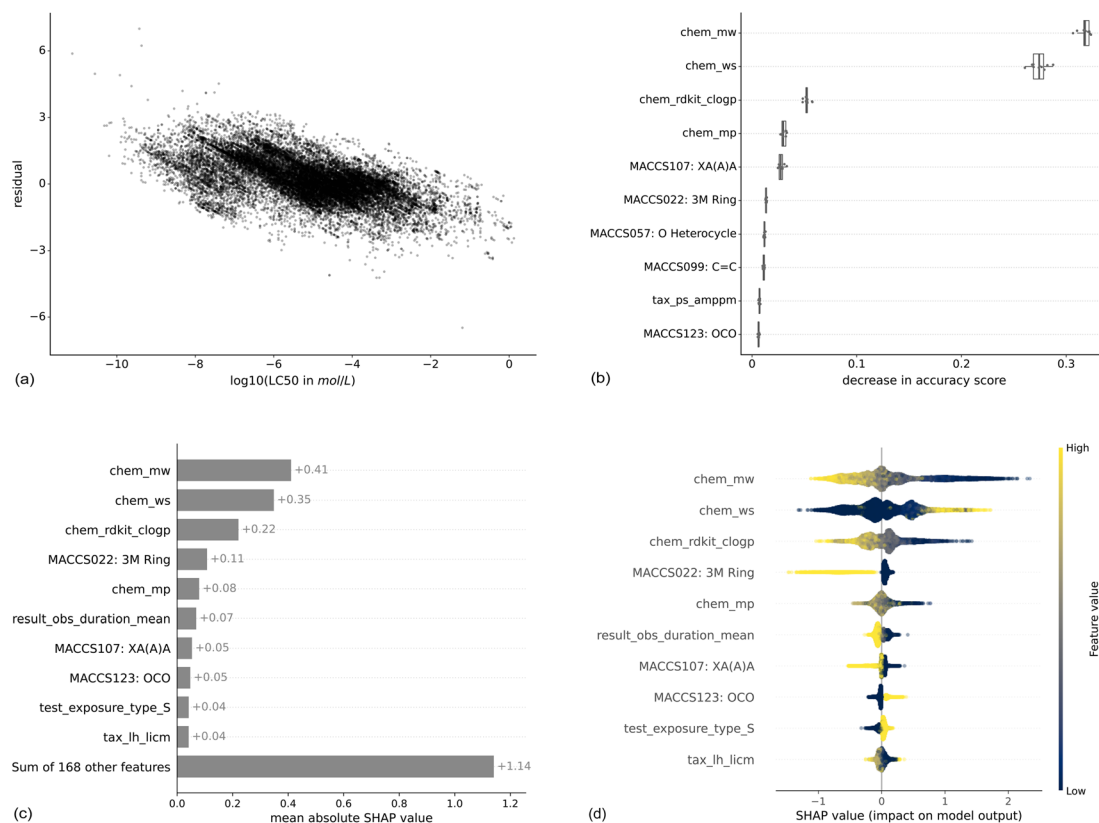 6
3
0
−3
−6
residual
−10
−8
−6
−4
−2
0
log10(LC50 in mol/L)
(a)
chem_mw
chem_ws
chem_rdkit_clogp
chem_mp
MACCS107: XA(A)A
MACCS022: 3M Ring
MACCS057: O Heterocycle
MACCS099: C=C
tax_ps_amppm
MACCS123: OCO
0
0.1
0.2
0.3
decrease in accuracy score
(b)
chem_mw +0.41
chem_ws +0.35
chem_rdkit_clogp +0.22
MACCS022: 3M Ring +0.11
chem_mp +0.08
result_obs_duration_mean +0.07
MACCS107: XA(A)A +0.05
MACCS123: OCO +0.05
test_exposure_type_S +0.04
tax_lh_licm +0.04
Sum of 168 other features +1.14
0.0
0.2
0.4
0.6
0.8
1.0
1.2
mean absolute SHAP value
(c)
chem_mw
chem_ws
chem_rdkit_clogp
MACCS022: 3M Ring
chem_mp
result_obs_duration_mean
MACCS107: XA(A)A
MACCS123: OCO
test_exposure_type_S
tax_lh_licm
−1
0
1
2
SHAP value (impact on model output)
High
Low
Feature value
(d)